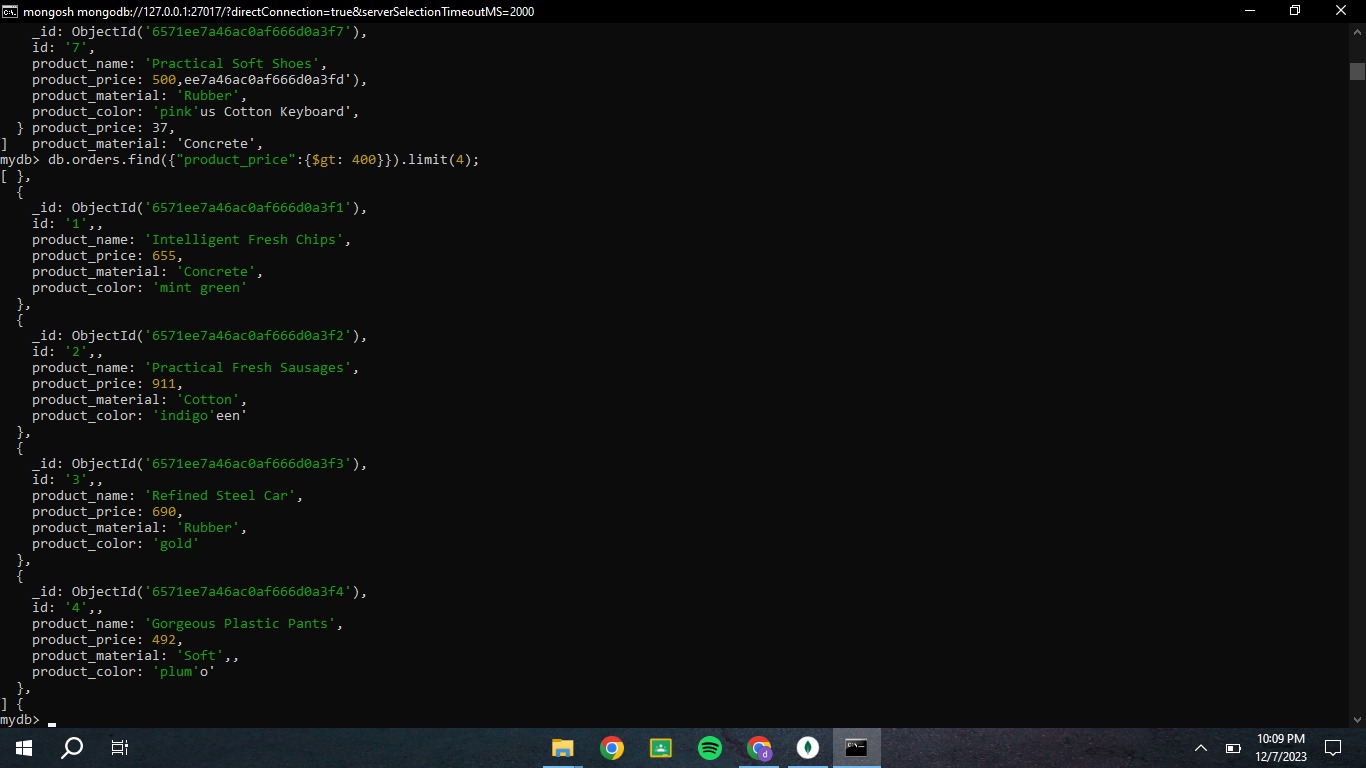 mongosh mongodb://127.0.0.1:27017/?directConnection=true&serverSelectionTimeoutMS=2000
_id: ObjectId('6571ee7a46ac0af666d0a3f7'),
id: '7',
product_name: 'Practical Soft Shoes',
product_price: 500,ee7a46ac0af666d0a3fd'),
product_material: 'Rubber',
product_color: 'pink'us Cotton Keyboard',
} product_price: 37,
] product_material: 'Concrete',
mydb> db.orders.find({"product_price":{$gt: 400}}).limit(4);
[ },
{
_id: ObjectId('6571ee7a46ac0af666d0a3f1'),
id: '1',,
product_name: 'Intelligent Fresh Chips',
product_price: 655,
product_material: 'Concrete',
product_color: 'mint green'
},
{
_id: ObjectId('6571ee7a46ac0af666d0a3f2'),
id: '2',,
product_name: 'Practical Fresh Sausages',
product_price: 911,
product_material: 'Cotton',
product_color: 'indigo'een'
},
{
_id: ObjectId('6571ee7a46ac0af666d0a3f3'),
id: '3',,
product_name: 'Refined Steel Car',
product_price: 690,
product_material: 'Rubber',
product_color: 'gold'
},
{
_id: ObjectId('6571ee7a46ac0af666d0a3f4'),
id: '4',,
product_name: 'Gorgeous Plastic Pants',
product_price: 492,
product_material: 'Soft',,
product_color: 'plum'o'
},
] {
mydb>
10:09 PM
12/7/2023